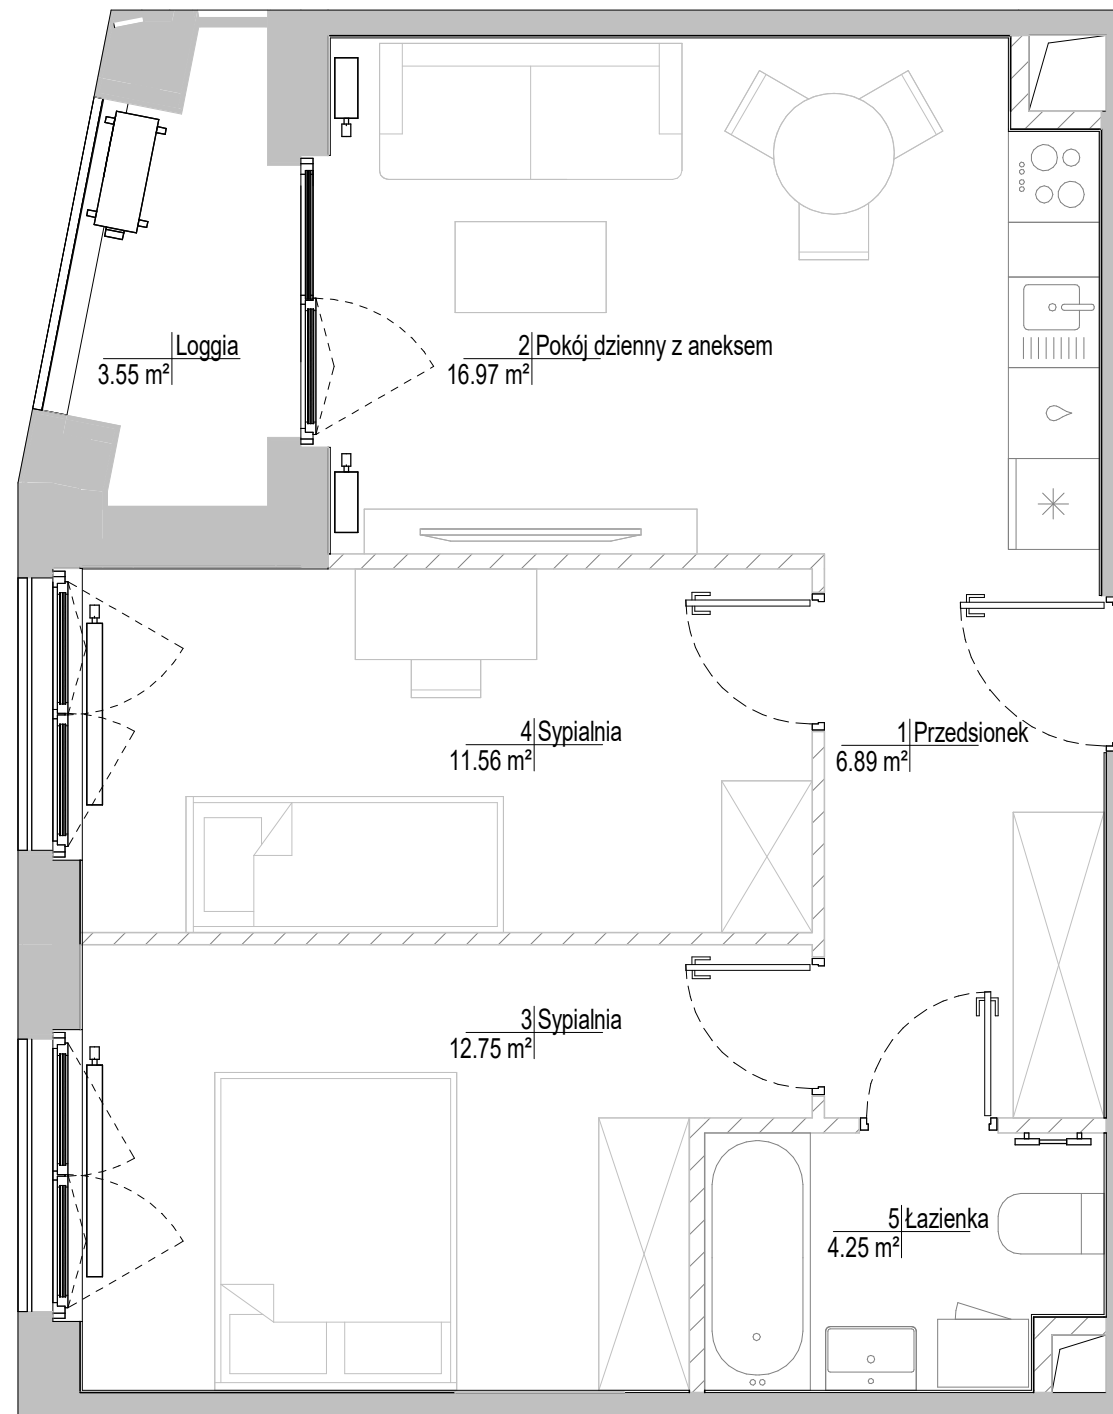 Loggia
3.55 m²
2 Pokój dzienny z aneksem
16.97 m²
4 Sypialnia
11.56 m²
1 Przedsionek
6.89 m²
3 Sypialnia
12.75 m²
5 Łazienka
4.25 m²